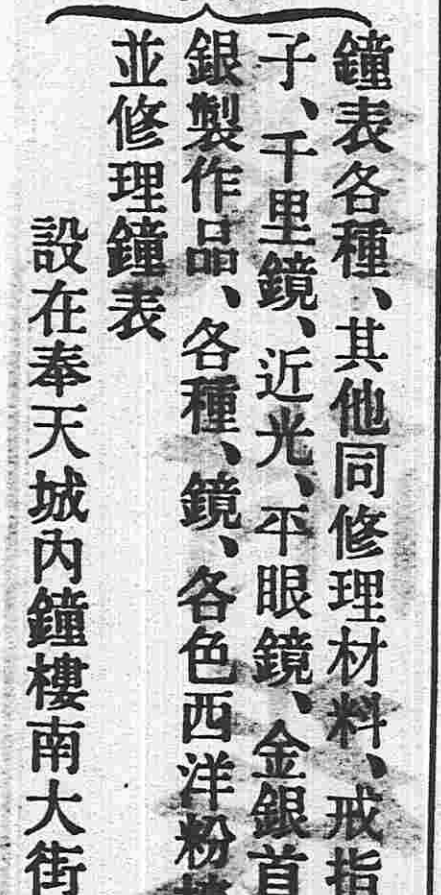 鐘表各種、其他同修理材料、戒指
子、千里鏡、近光、平眼鏡、金銀首
銀製作品、各種、鏡、各色西洋粉
並修理鐘表
設在奉天城內鐘樓南大街